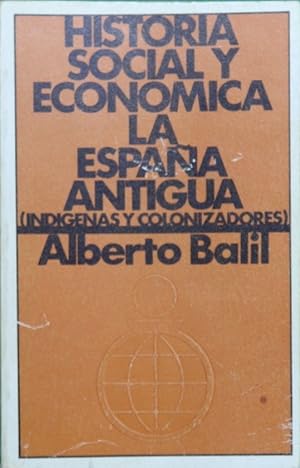 HISTORIA
SOCIAL Y
ECONOMICA
LA
ESPAÑA
ANTIGUA
(INDIGENAS Y COLONIZADORES)
Alberto Balil